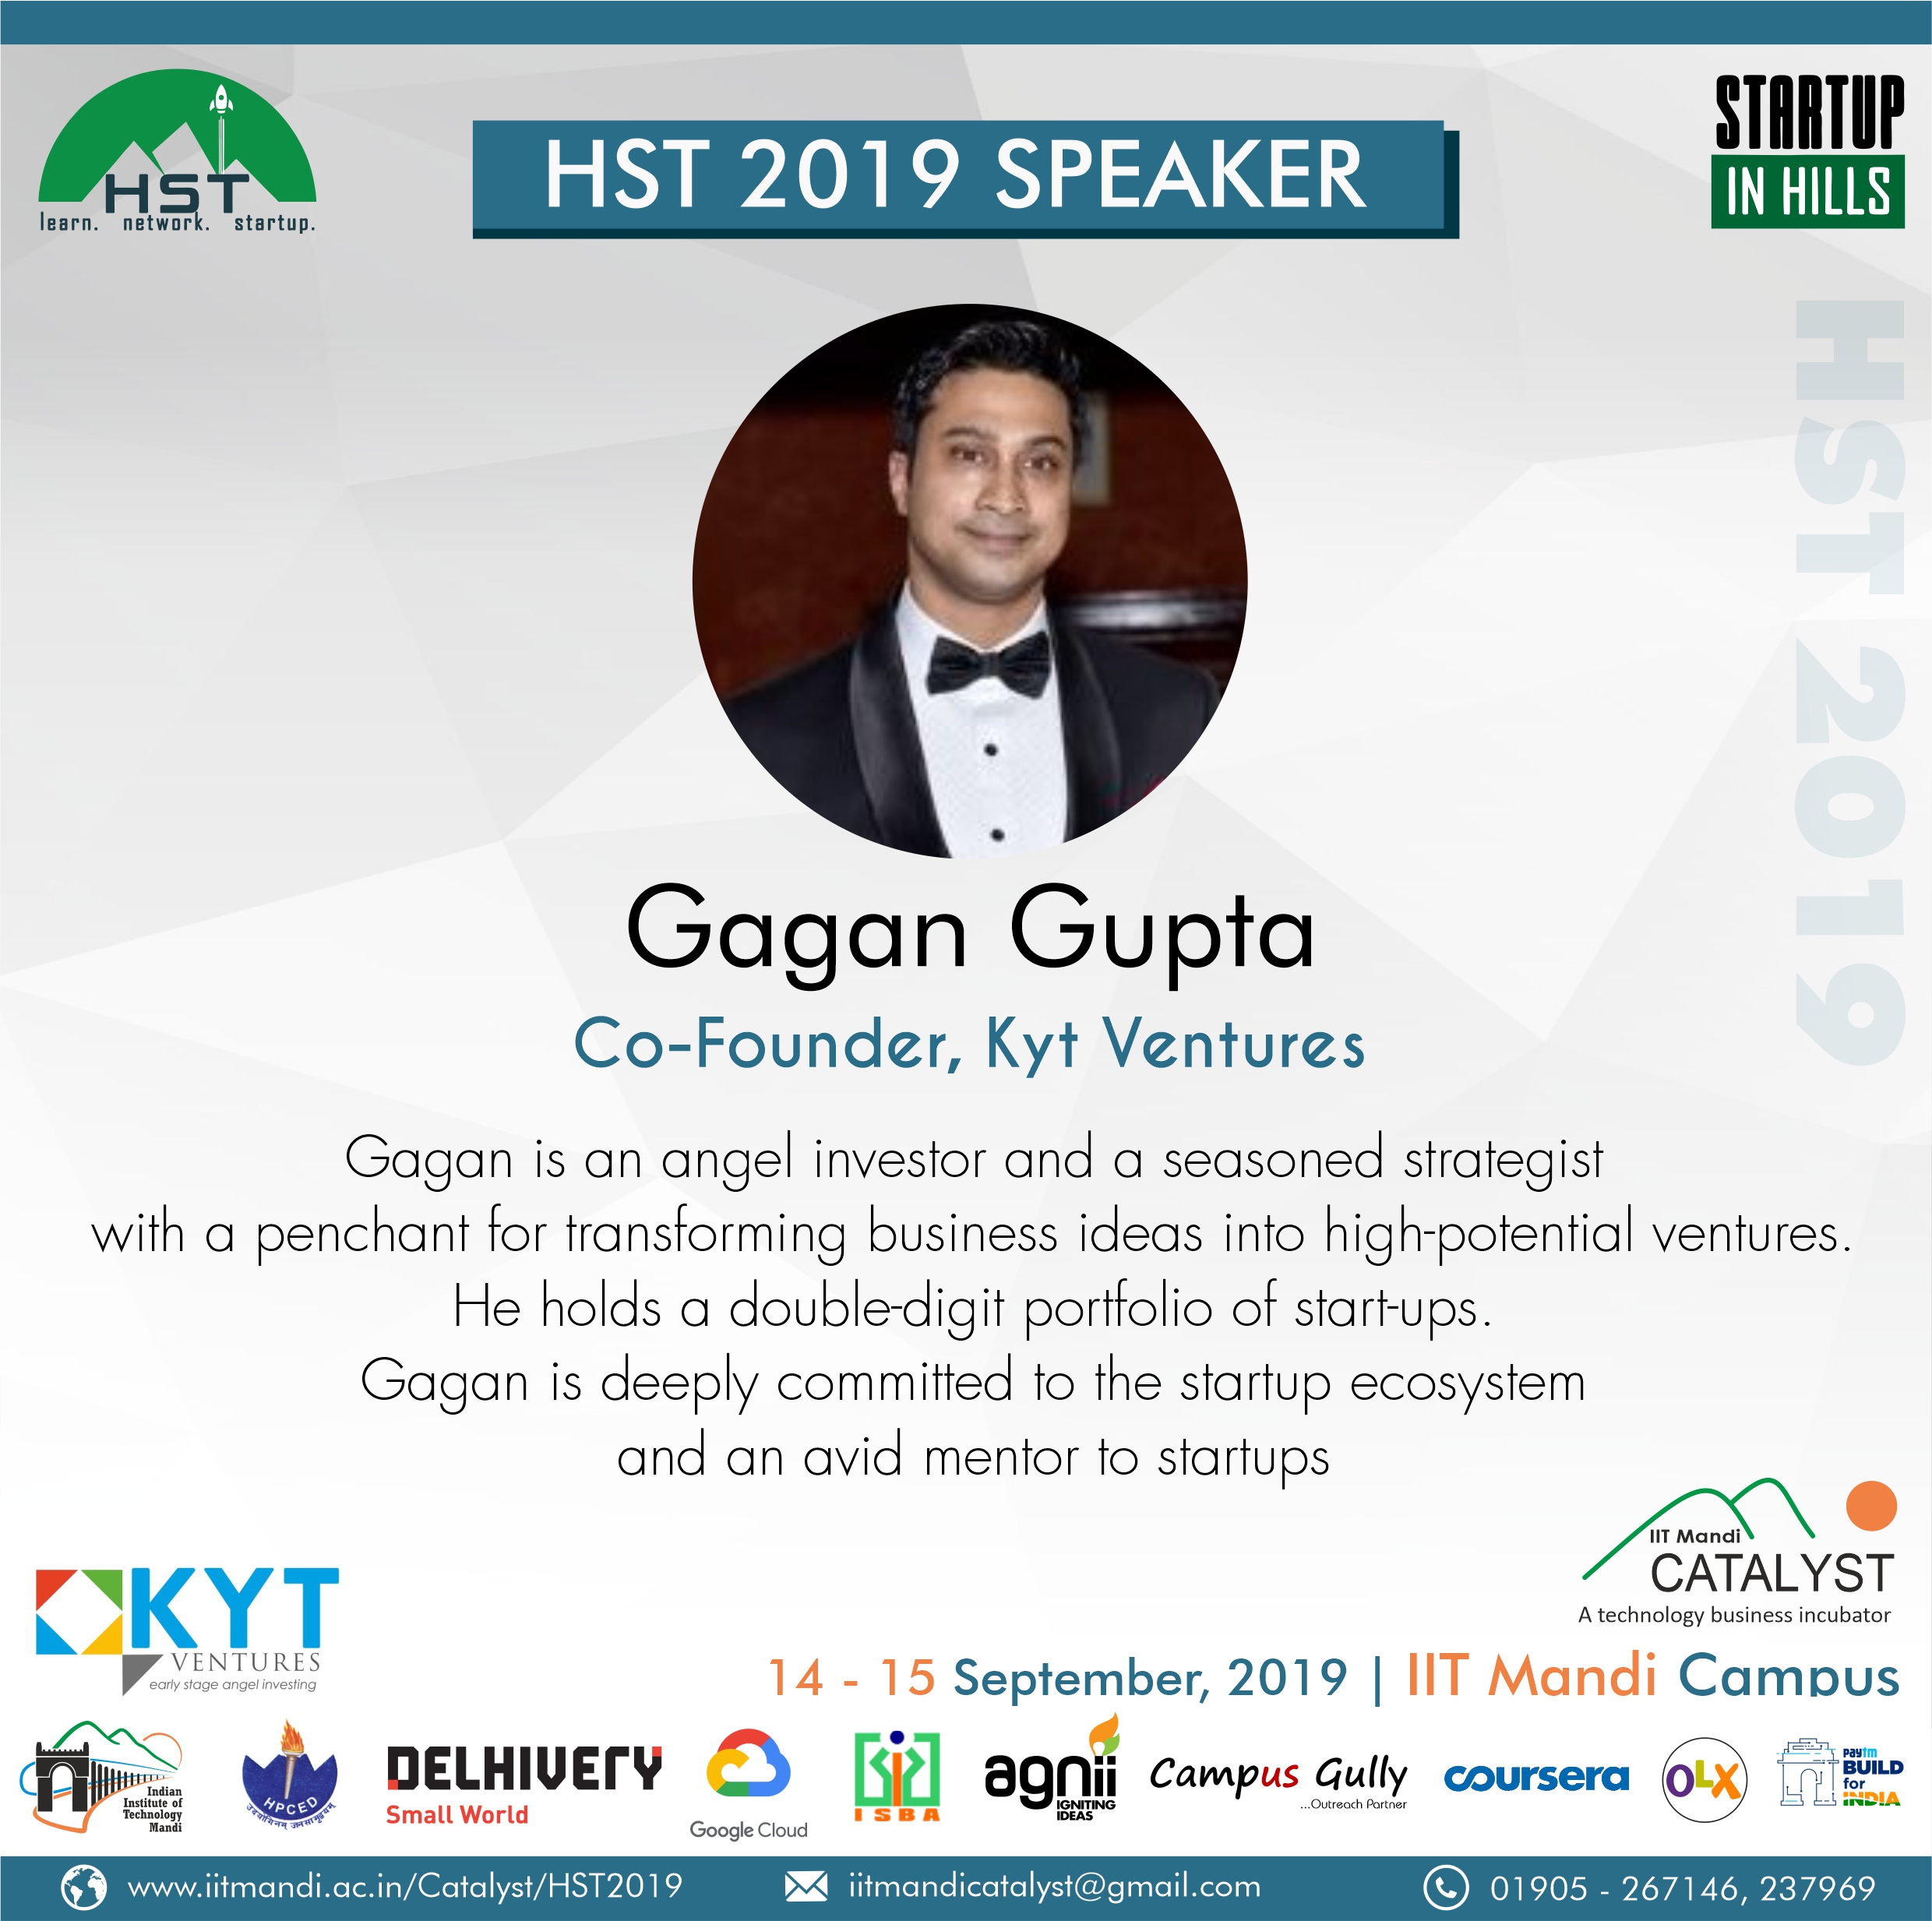 HST
learn. network. startup.
HST 2019 SPEAKER
STARTUP
IN HILLS
HST 2019
Gagan Gupta
Co-Founder, Kyt Ventures
Gagan is an angel investor and a seasoned strategist
with a penchant for transforming business ideas into high-potential ventures.
He holds a double-digit portfolio of start-ups.
Gagan is deeply committed to the startup ecosystem
and an avid mentor to startups
IIT Mandi
CATALYST
A technology business incubator
KYT
VENTURES
early stage angel investing
14 - 15 September, 2019 | IIT Mandi Campus
Indian
Institute of
Technology
Mandi
HPCED
DELHIVERY
Small World
Google Cloud
ISBA
agnii
IGNITING
IDEAS
Campus Gully
...Outreach Partner
coursera
OLX
paytm
BUILD
for
INDIA
www.iitmandi.ac.in/Catalyst/HST2019
iitmandicatalyst@gmail.com
01905 - 267146, 237969